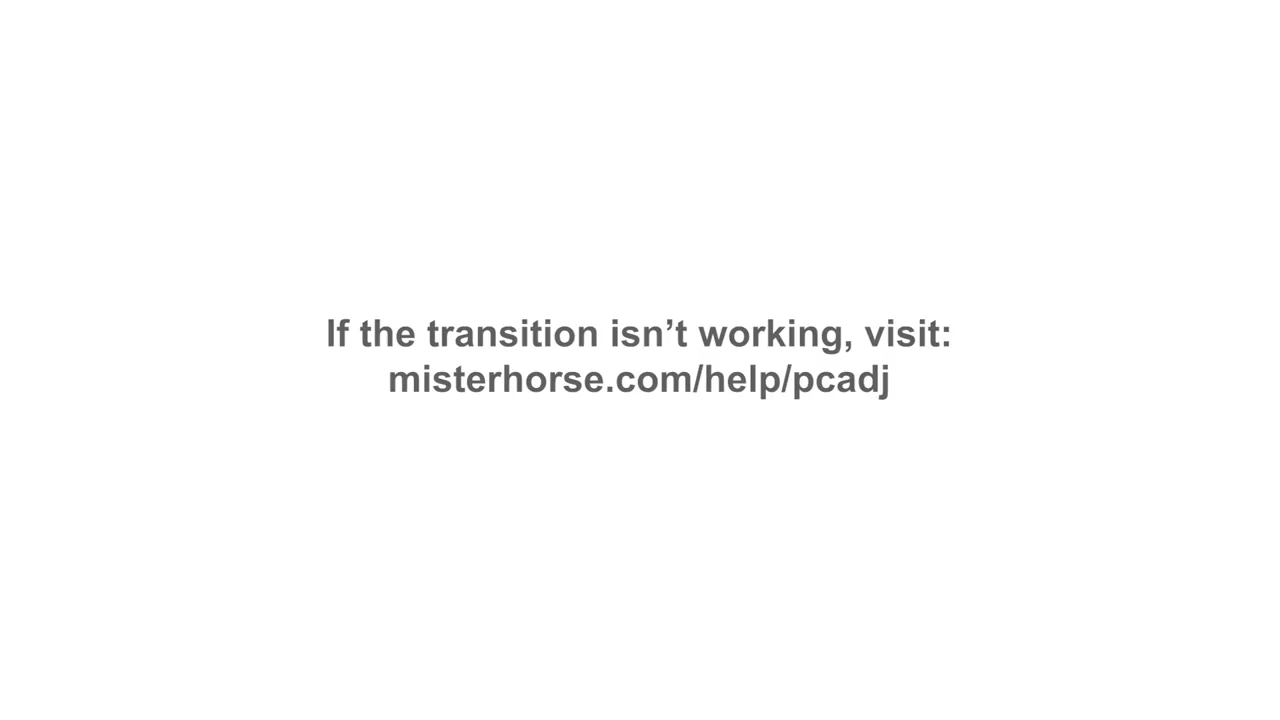 If the transition isn’t working, visit:
misterhorse.com/help/pcadj